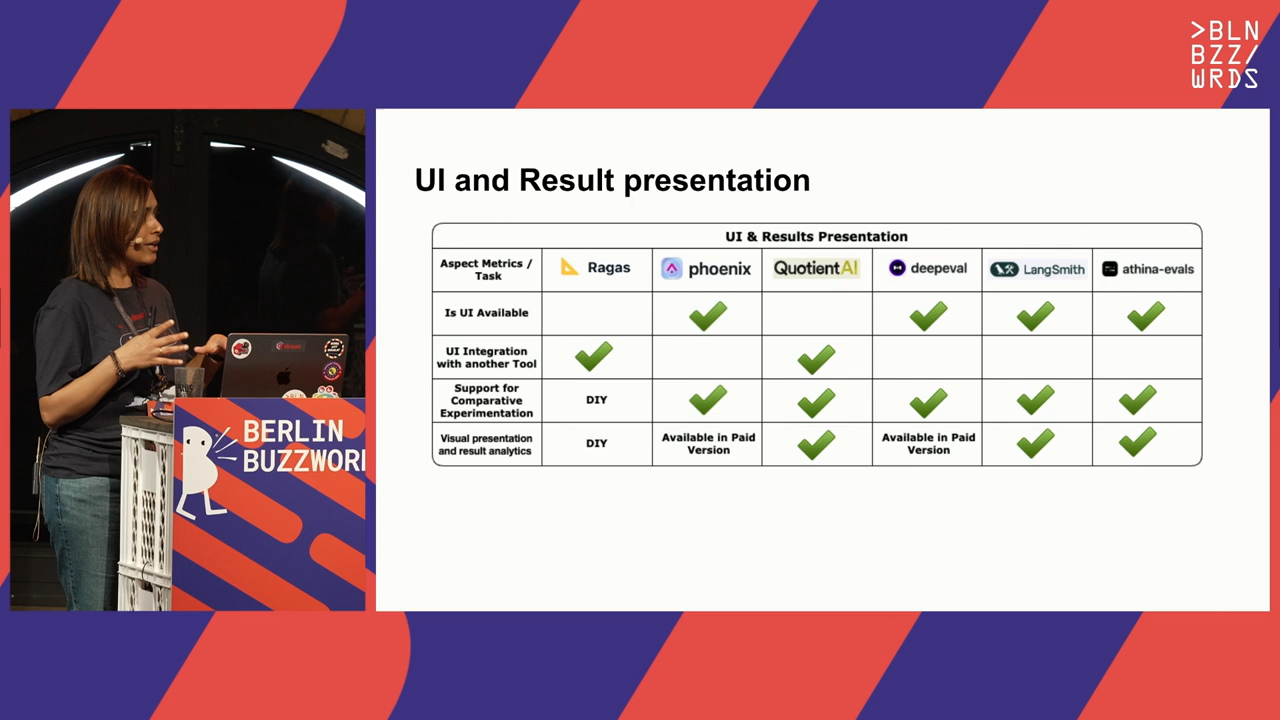 >BLN
BZZ/
WRDS
UI and Result presentation
UI & Results Presentation
Aspect Metrics /
Task
Ragas
phoenix
QuotientAI
deepeval
LangSmith
athina-evals
Is UI Available
UI Integration
with another Tool
Support for
Comparative
Experimentation
DIY
Visual presentation
and result analytics
DIY
Available in Paid
Version
Available in Paid
Version
BERLIN
BUZZWOR